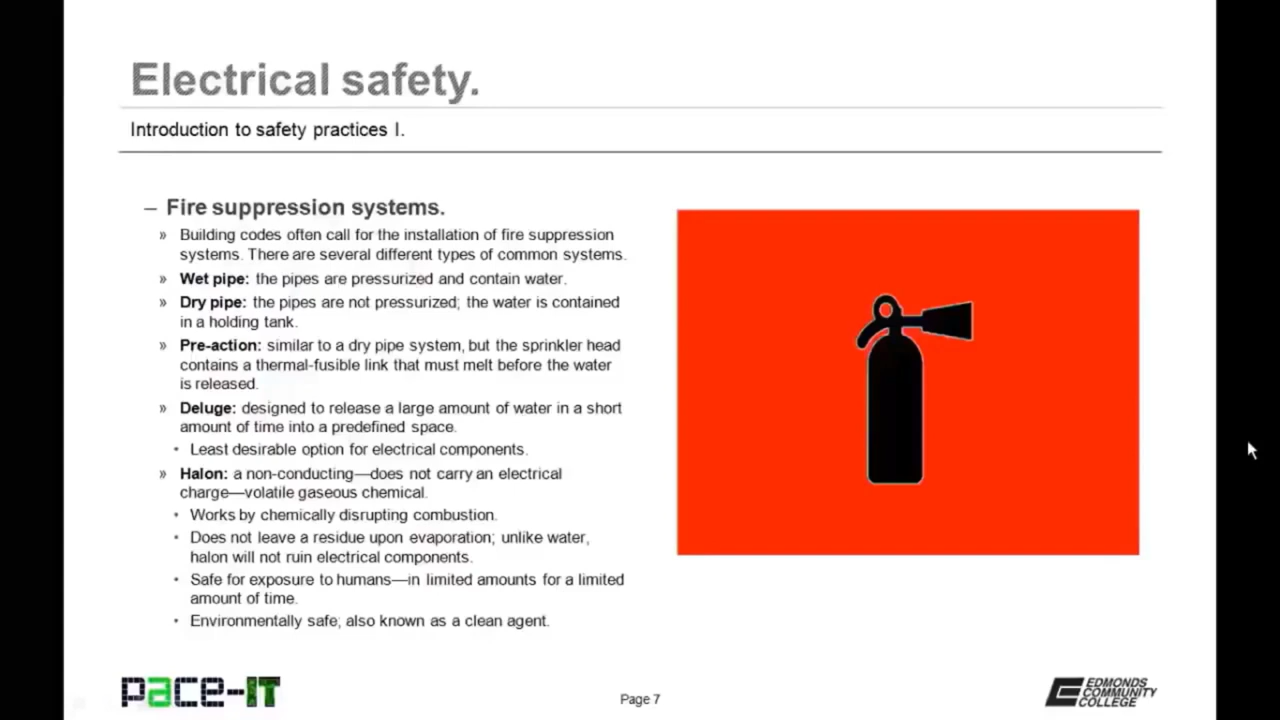 Electrical safety.
Introduction to safety practices I.
– Fire suppression systems.
» Building codes often call for the installation of fire suppression
systems. There are several different types of common systems.
» Wet pipe: the pipes are pressurized and contain water.
» Dry pipe: the pipes are not pressurized; the water is contained
in a holding tank.
» Pre-action: similar to a dry pipe system, but the sprinkler head
contains a thermal-fusible link that must melt before the water
is released.
» Deluge: designed to release a large amount of water in a short
amount of time into a predefined space.
• Least desirable option for electrical components.
» Halon: a non-conducting—does not carry an electrical
charge—volatile gaseous chemical.
• Works by chemically disrupting combustion.
• Does not leave a residue upon evaporation; unlike water,
halon will not ruin electrical components.
• Safe for exposure to humans—in limited amounts for a limited
amount of time.
• Environmentally safe; also known as a clean agent.
pace-IT
Page 7
EDMONDS
COMMUNITY
COLLEGE